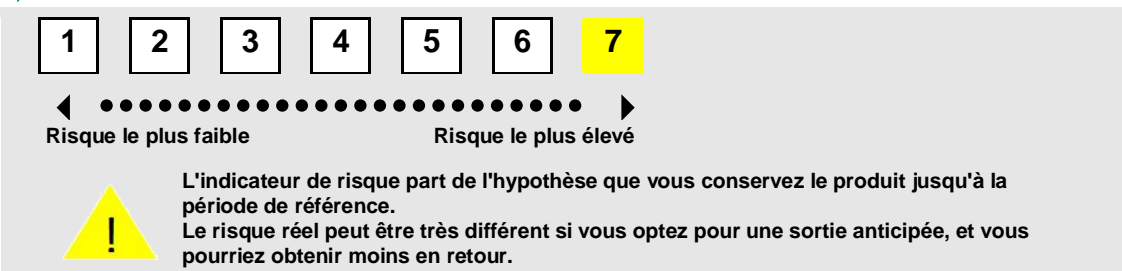 1 2 3 4 5 6 7
Risque le plus faible Risque le plus élevé
L'indicateur de risque part de l'hypothèse que vous conservez le produit jusqu'à la
période de référence.
!
Le risque réel peut être très différent si vous optez pour une sortie anticipée, et vous
pourriez obtenir moins en retour.